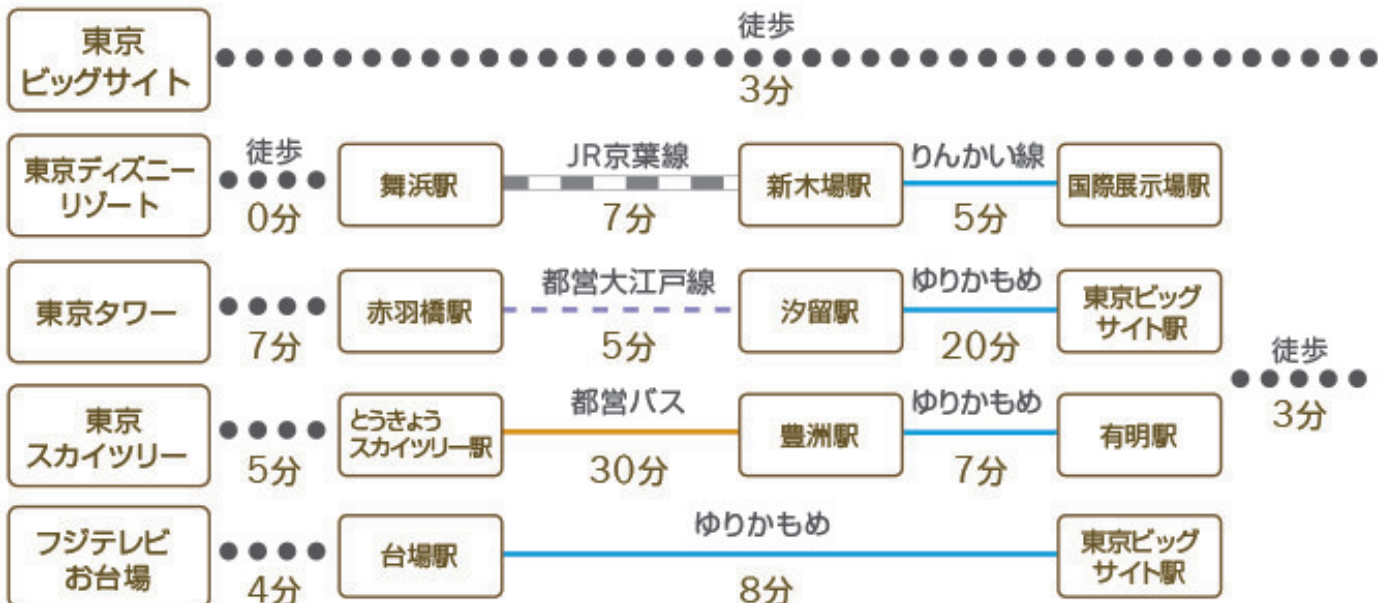 東京
ビッグサイト
徒歩
3分
東京ディズニー
リゾート
徒歩
0分
舞浜駅
JR京葉線
7分
新木場駅
りんかい線
5分
国際展示場駅
東京タワー
7分
赤羽橋駅
都営大江戸線
5分
汐留駅
ゆりかもめ
20分
東京ビッグ
サイト駅
徒歩
3分
東京
スカイツリー
5分
とうきょう
スカイツリー駅
都営バス
30分
豊洲駅
ゆりかもめ
7分
有明駅
フジテレビ
お台場
4分
台場駅
ゆりかもめ
8分
東京ビッグ
サイト駅